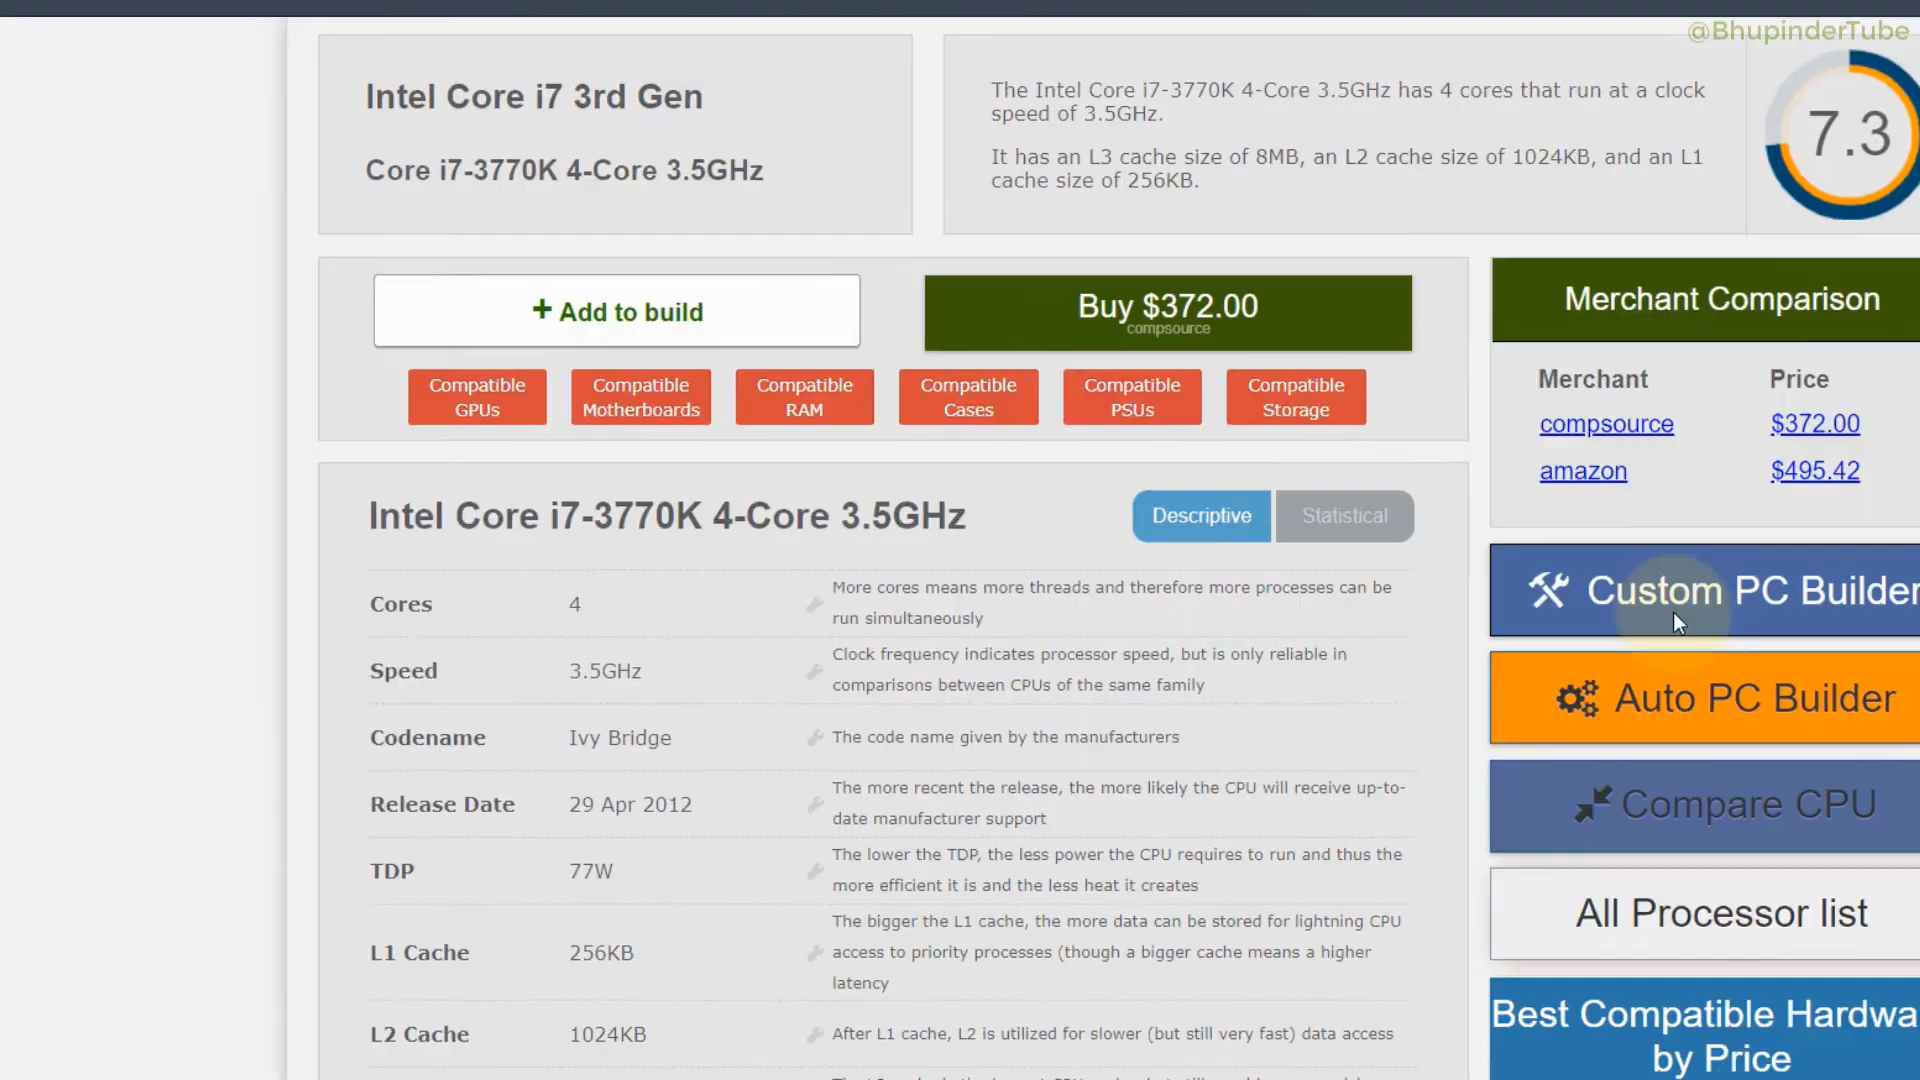 @BhupinderTube
Intel Core i7 3rd Gen
Core i7-3770K 4-Core 3.5GHz
The Intel Core i7-3770K 4-Core 3.5GHz has 4 cores that run at a clock
speed of 3.5GHz.
It has an L3 cache size of 8MB, an L2 cache size of 1024KB, and an L1
cache size of 256KB.
7.3
+ Add to build
Buy $372.00
compsource
Compatible
GPUs
Compatible
Motherboards
Compatible
RAM
Compatible
Cases
Compatible
PSUs
Compatible
Storage
Merchant Comparison
Merchant Price
compsource $372.00
amazon $495.42
Intel Core i7-3770K 4-Core 3.5GHz
Descriptive Statistical
Cores 4 More cores means more threads and therefore more processes can be
run simultaneously
Speed 3.5GHz Clock frequency indicates processor speed, but is only reliable in
comparisons between CPUs of the same family
Codename Ivy Bridge The code name given by the manufacturers
Release Date 29 Apr 2012 The more recent the release, the more likely the CPU will receive up-to-
date manufacturer support
TDP 77W The lower the TDP, the less power the CPU requires to run and thus the
more efficient it is and the less heat it creates
L1 Cache 256KB The bigger the L1 cache, the more data can be stored for lightning CPU
access to priority processes (though a bigger cache means a higher
latency
L2 Cache 1024KB After L1 cache, L2 is utilized for slower (but still very fast) data access
Custom PC Builder
Auto PC Builder
Compare CPU
All Processor list
Best Compatible Hardwa
by Price